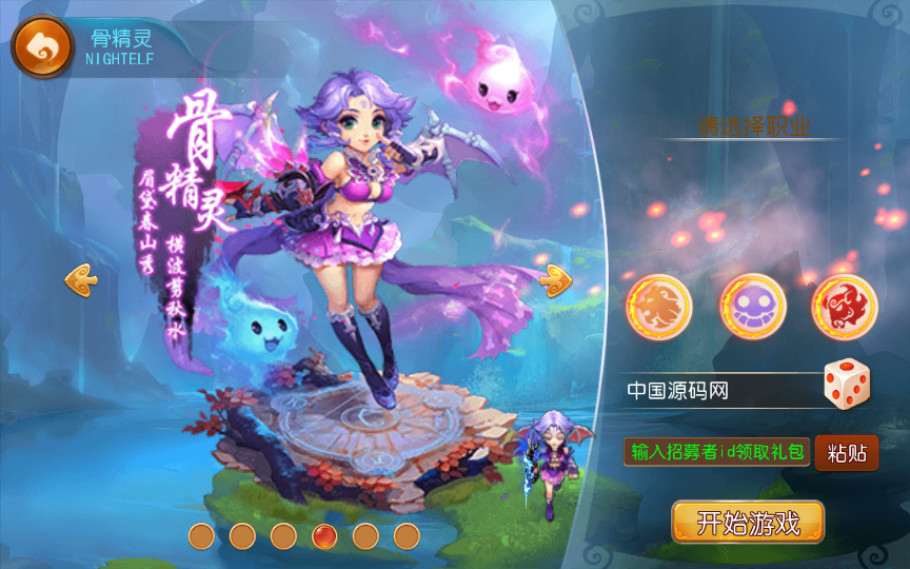 骨精灵
NIGHTELF
骨精灵
眉黛春山秀
横波剪秋水
请选择职业
中国源码网
输入招募者id领取礼包
粘贴
开始游戏